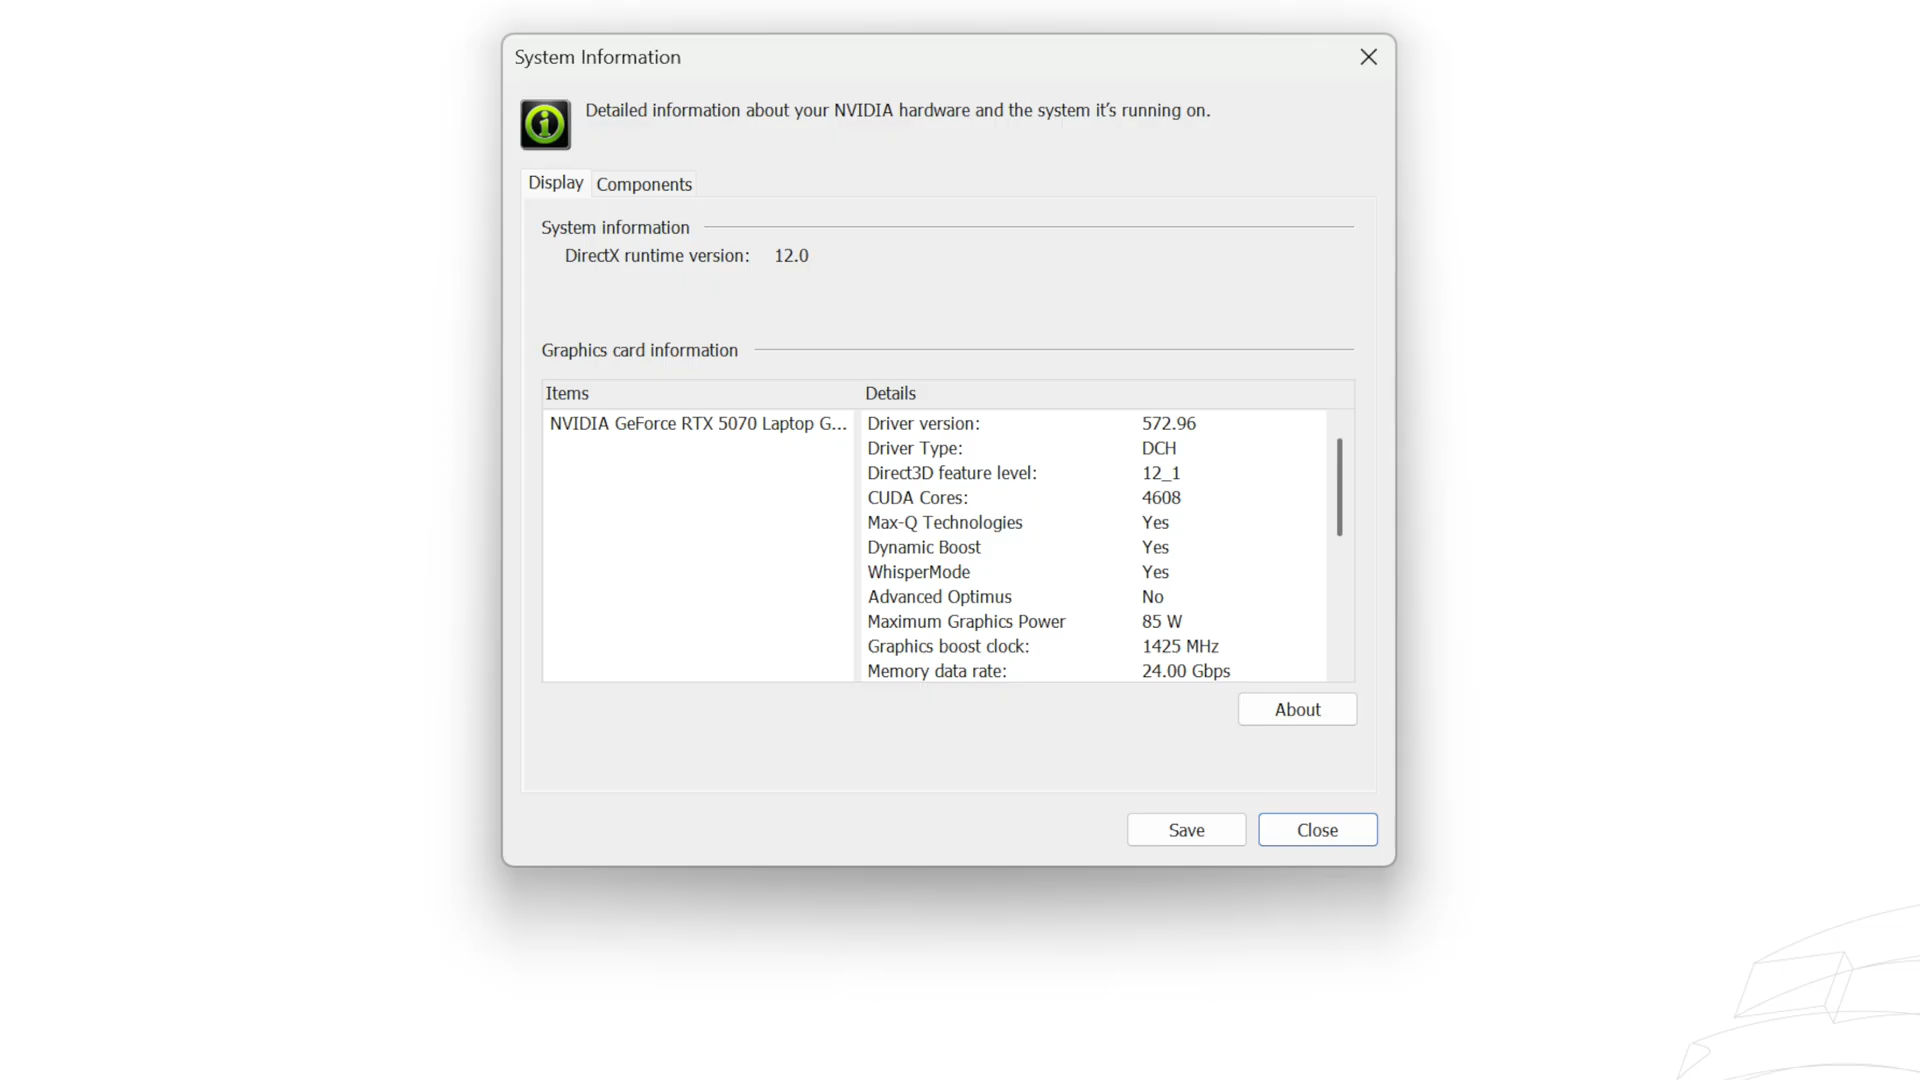 System Information
Detailed information about your NVIDIA hardware and the system it’s running on.
Display Components
System information
DirectX runtime version: 12.0
Graphics card information
Items Details
NVIDIA GeForce RTX 5070 Laptop G... Driver version: 572.96
Driver Type: DCH
Direct3D feature level: 12_1
CUDA Cores: 4608
Max-Q Technologies Yes
Dynamic Boost Yes
WhisperMode Yes
Advanced Optimus No
Maximum Graphics Power 85 W
Graphics boost clock: 1425 MHz
Memory data rate: 24.00 Gbps
About
Save Close